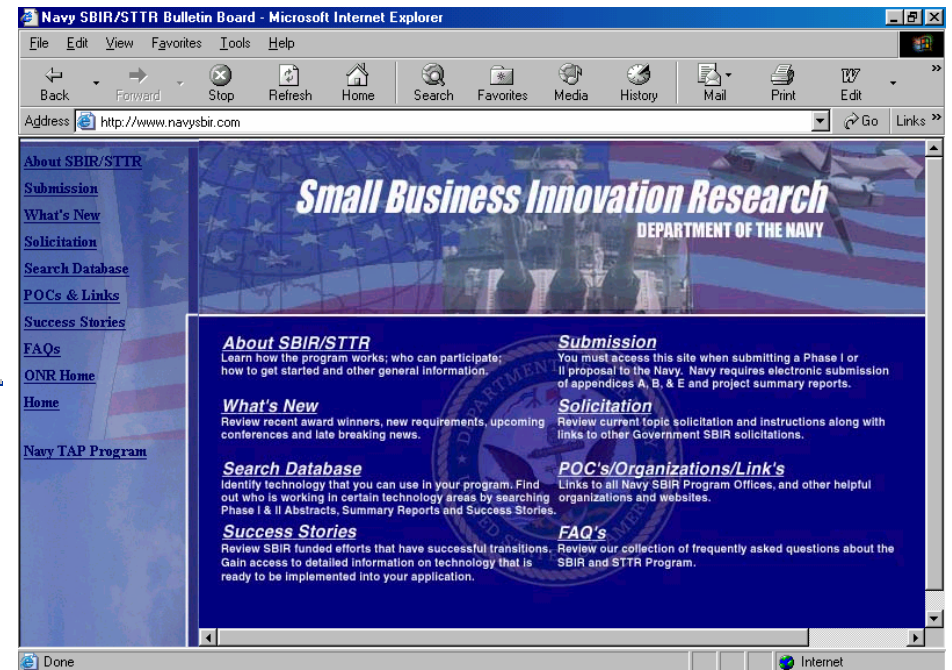 Navy SBIR/STTR Bulletin Board - Microsoft Internet Explorer
File Edit View Favorites Tools Help
Back Forward Stop Refresh Home Search Favorites Media History Mail Print Edit »
Address http://www.navysbir.com Go Links »
About SBIR/STTR
Submission
What's New
Solicitation
Search Database
POCs & Links
Success Stories
FAQs
ONR Home
Home
Navy TAP Program
Small Business Innovation Research
DEPARTMENT OF THE NAVY
About SBIR/STTR
Learn how the program works; who can participate;
how to get started and other general information.
Submission
You must access this site when submitting a Phase I or
II proposal to the Navy. Navy requires electronic submission
of appendices A, B, & E and project summary reports.
What's New
Review recent award winners, new requirements, upcoming
conferences and late breaking news.
Solicitation
Review current topic solicitation and instructions along with
links to other Government SBIR solicitations.
Search Database
Identify technology that you can use in your program. Find
out who is working in certain technology areas by searching
Phase I & II Abstracts, Summary Reports and Success Stories.
POC's/Organizations/Link's
Links to all Navy SBIR Program Offices, and other helpful
organizations and websites.
Success Stories
Review SBIR funded efforts that have successful transitions.
Gain access to detailed information on technology that is
ready to be implemented into your application.
FAQ's
Review our collection of frequently asked questions about the
SBIR and STTR Program.
Done
Internet